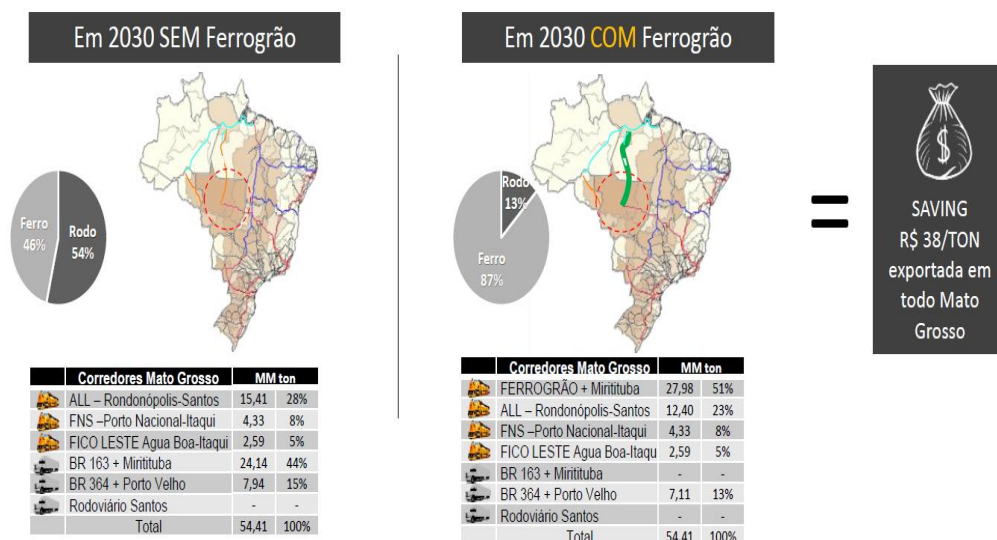 Em 2030 SEM Ferrogrão
Ferro
46%
Rodo
54%
Corredores Mato Grosso MM ton
ALL – Rondonópolis-Santos 15,41 28%
FNS –Porto Nacional-Itaqui 4,33 8%
FICO LESTE Agua Boa-Itaqui 2,59 5%
BR 163 + Miritituba 24,14 44%
BR 364 + Porto Velho 7,94 15%
Rodoviário Santos - -
Total 54,41 100%
Em 2030 COM Ferrogrão
Rodo
13%
Ferro
87%
Corredores Mato Grosso MM ton
FERROGRÃO + Miritituba 27,98 51%
ALL – Rondonópolis-Santos 12,40 23%
FNS –Porto Nacional-Itaqui 4,33 8%
FICO LESTE Agua Boa-Itaqu 2,59 5%
BR 163 + Miritituba - -
BR 364 + Porto Velho 7,11 13%
Rodoviário Santos - -
Total 54,41 100%
=
$
SAVING
R$ 38/TON
exportada em
todo Mato
Grosso